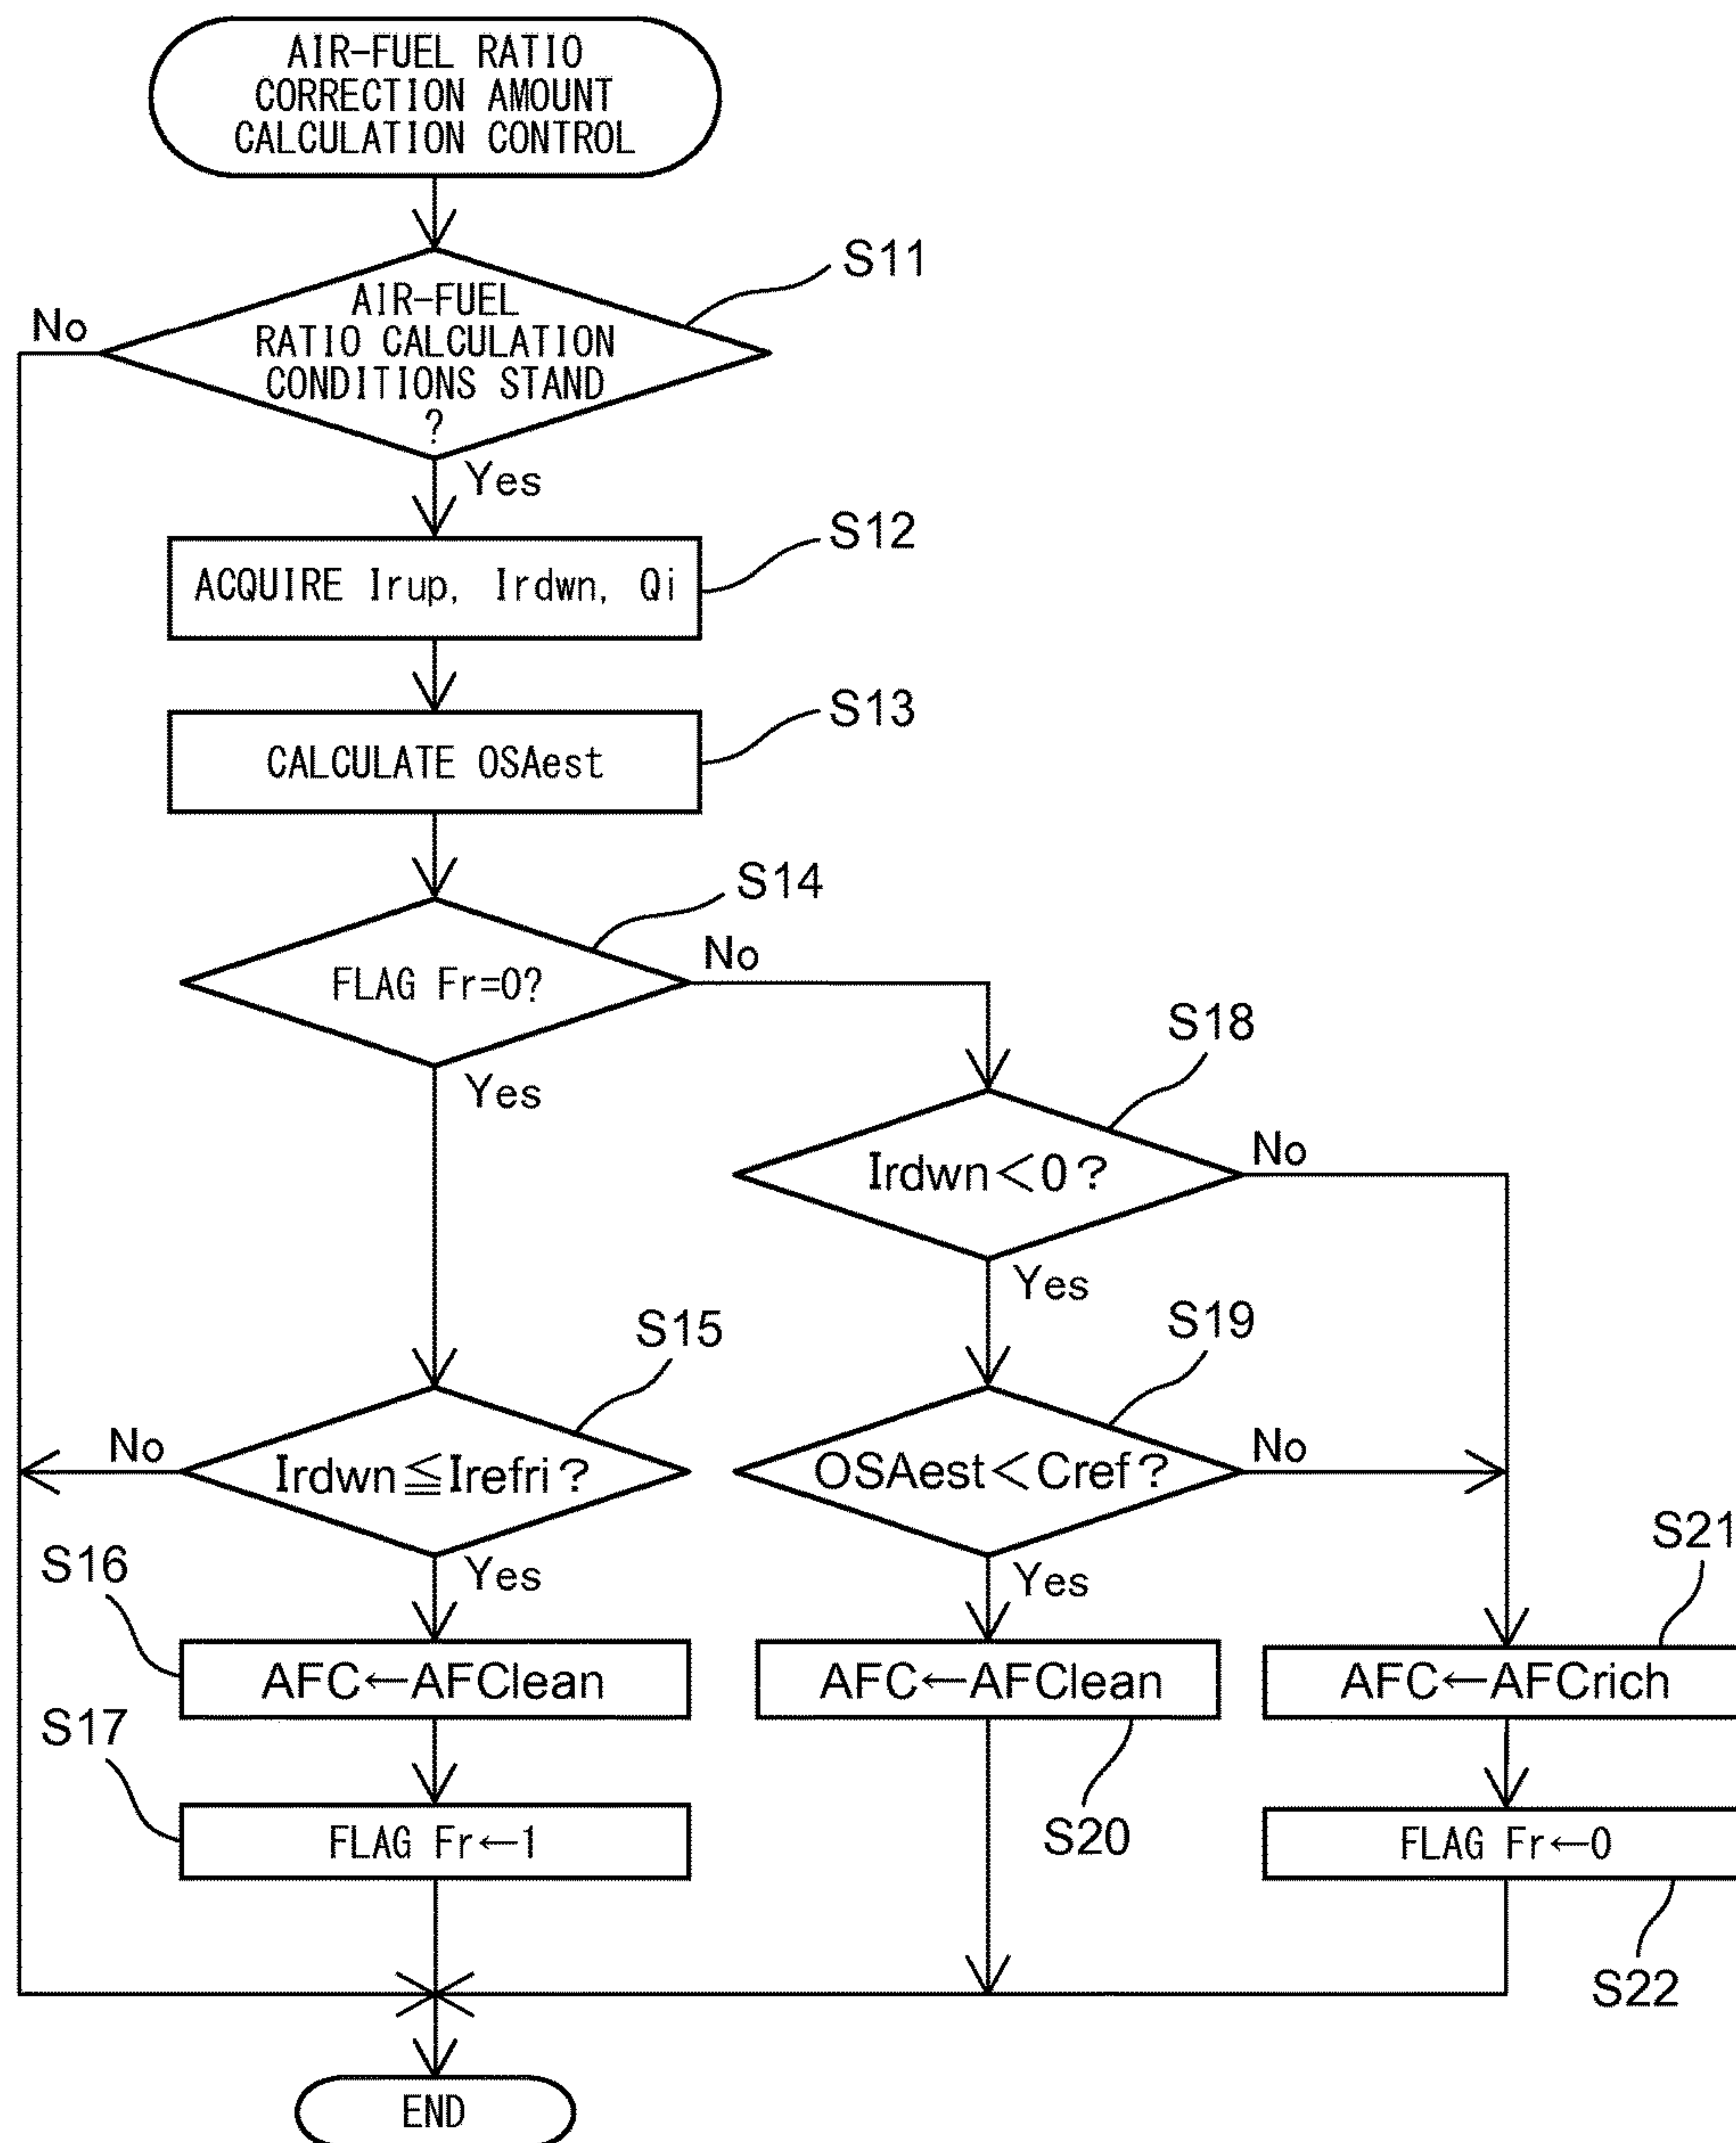 AIR-FUEL RATIO
CORRECTION AMOUNT
CALCULATION CONTROL
S11
No
AIR-FUEL
RATIO CALCULATION
CONDITIONS STAND
?
Yes
S12
ACQUIRE Irup, Irdwn, Qi
S13
CALCULATE OSAest
S14
No
FLAG Fr=0?
Yes
S18
Irdwn<0?
No
Yes
S15
S19
No
Irdwn≦Irefri?
OSAest<Cref?
No
S16
Yes
Yes
S21
AFC←AFClean
AFC←AFClean
AFC←AFCrich
S17
FLAG Fr←1
S20
FLAG Fr←0
S22
END